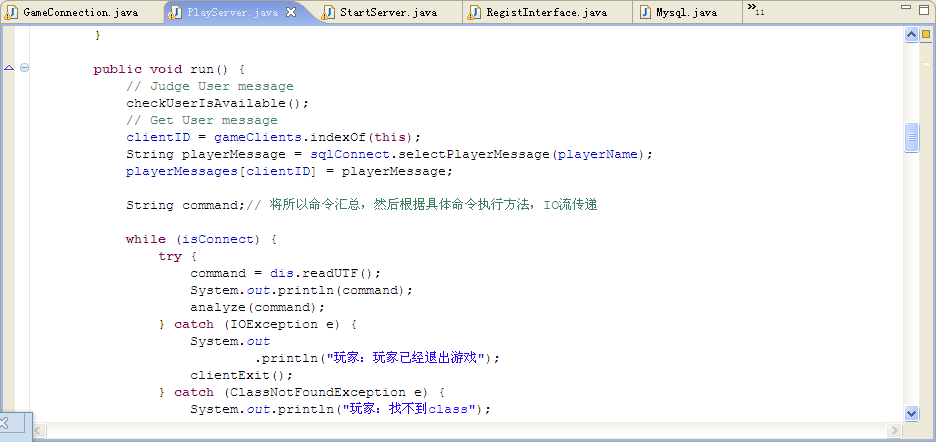 GameConnection.java PlayServer.java StartServer.java RegistInterface.java Mysql.java »11
}
public void run() {
// Judge User message
checkUserIsAvailable();
// Get User message
clientID = gameClients.indexOf(this);
String playerMessage = sqlConnect.selectPlayerMessage(playerName);
playerMessages[clientID] = playerMessage;
String command;// 将所以命令汇总，然后根据具体命令执行方法，IO流传递
while (isConnect) {
try {
command = dis.readUTF();
System.out.println(command);
analyze(command);
} catch (IOException e) {
System.out
.println("玩家：玩家已经退出游戏");
clientExit();
} catch (ClassNotFoundException e) {
System.out.println("玩家：找不到class");